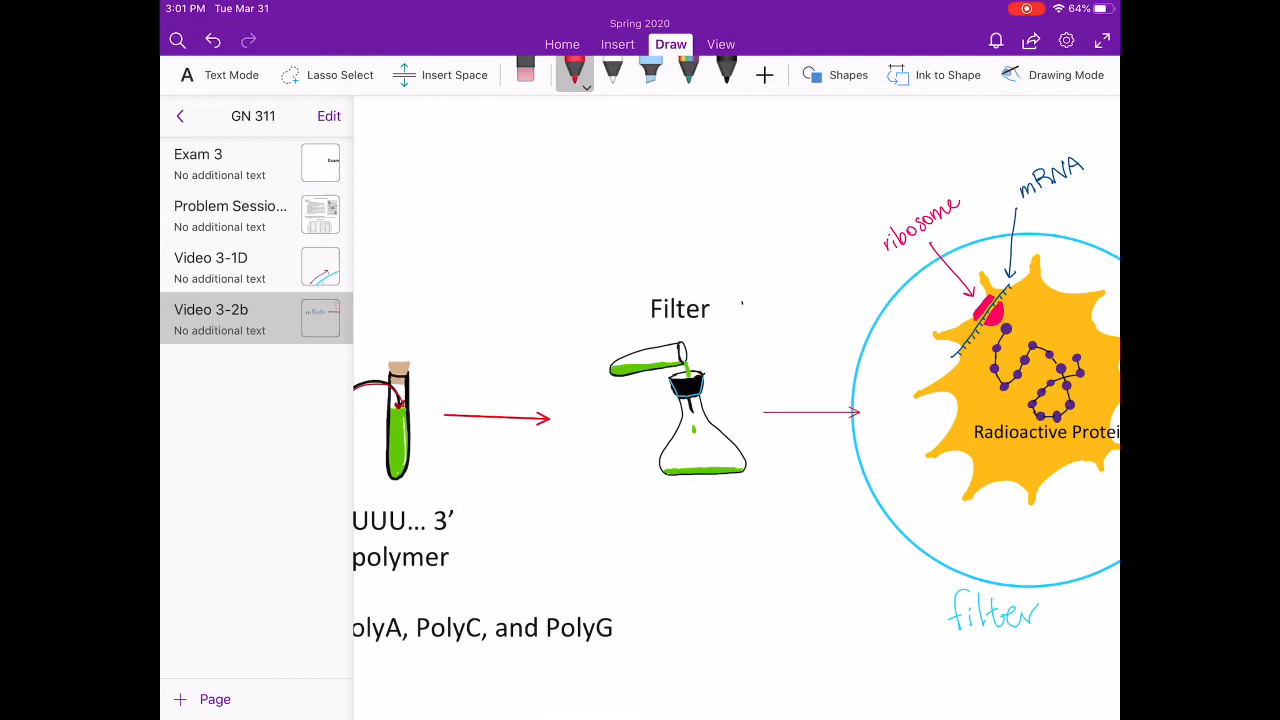 3:01 PM Tue Mar 31
64%
Spring 2020
Home Insert Draw View
A Text Mode Lasso Select Insert Space Shapes Ink to Shape Drawing Mode
GN 311 Edit
Exam 3
No additional text
Problem Sessio...
No additional text
Video 3-1D
No additional text
Video 3-2b
No additional text
Page
mRNA
ribosome
Filter
Radioactive Protei
UUU... 3’
polymer
filter
olyA, PolyC, and PolyG